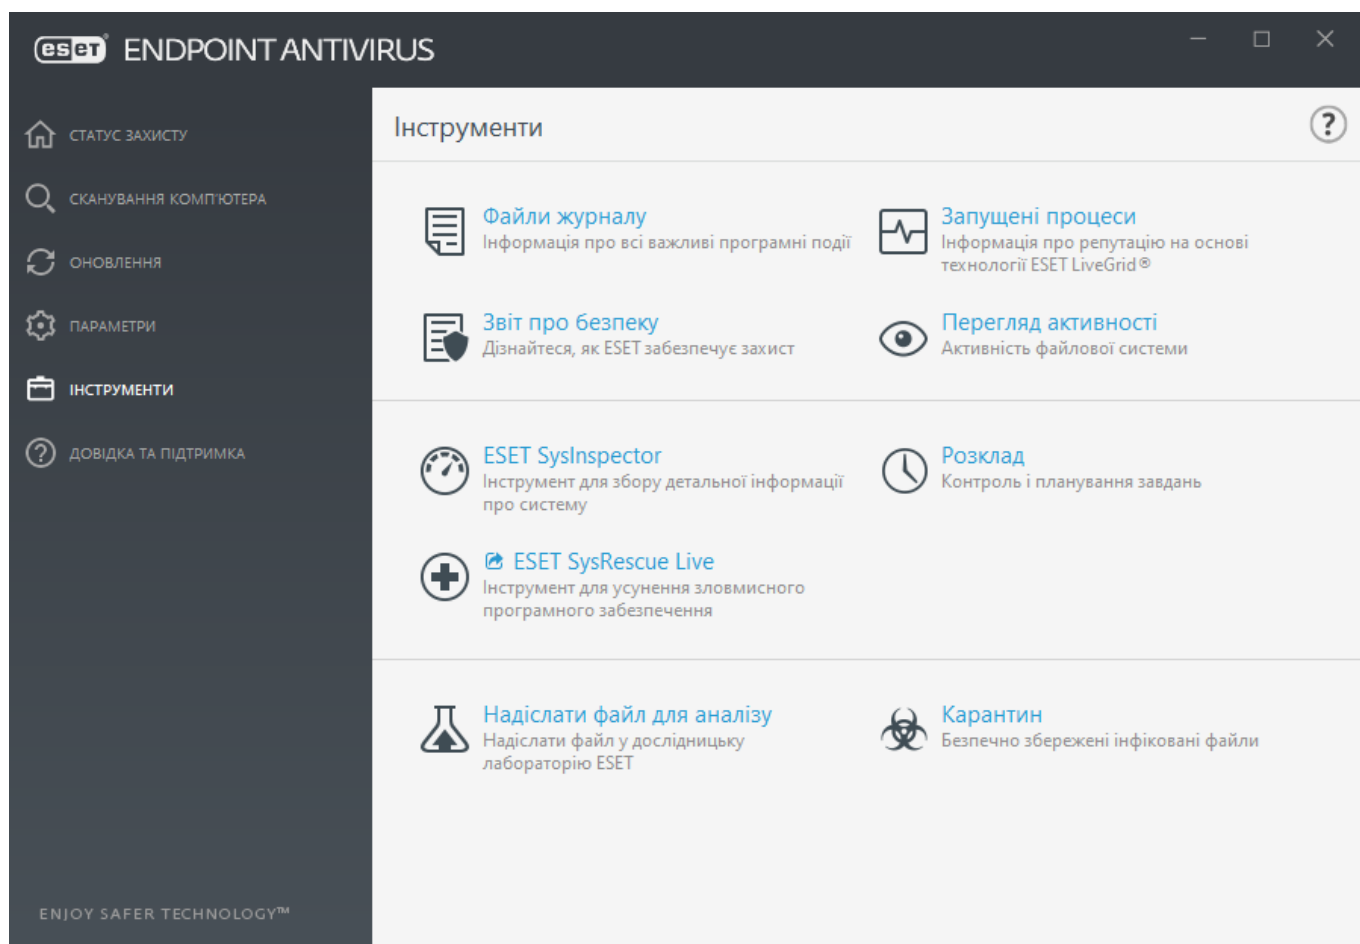 eset ENDPOINT ANTIVIRUS
СТАТУС ЗАХИСТУ
СКАНУВАННЯ КОМП'ЮТЕРА
ОНОВЛЕННЯ
ПАРАМЕТРИ
ІНСТРУМЕНТИ
ДОВІДКА ТА ПІДТРИМКА
ENJOY SAFER TECHNOLOGY™
Інструменти
?
Файли журналу
Інформація про всі важливі програмні події
Запущені процеси
Інформація про репутацію на основі
технології ESET LiveGrid®
Звіт про безпеку
Дізнайтеся, як ESET забезпечує захист
Перегляд активності
Активність файлової системи
ESET SysInspector
Інструмент для збору детальної інформації
про систему
Розклад
Контроль і планування завдань
ESET SysRescue Live
Інструмент для усунення зловмисного
програмного забезпечення
Надіслати файл для аналізу
Надіслати файл у дослідницьку
лабораторію ESET
Карантин
Безпечно збережені інфіковані файли